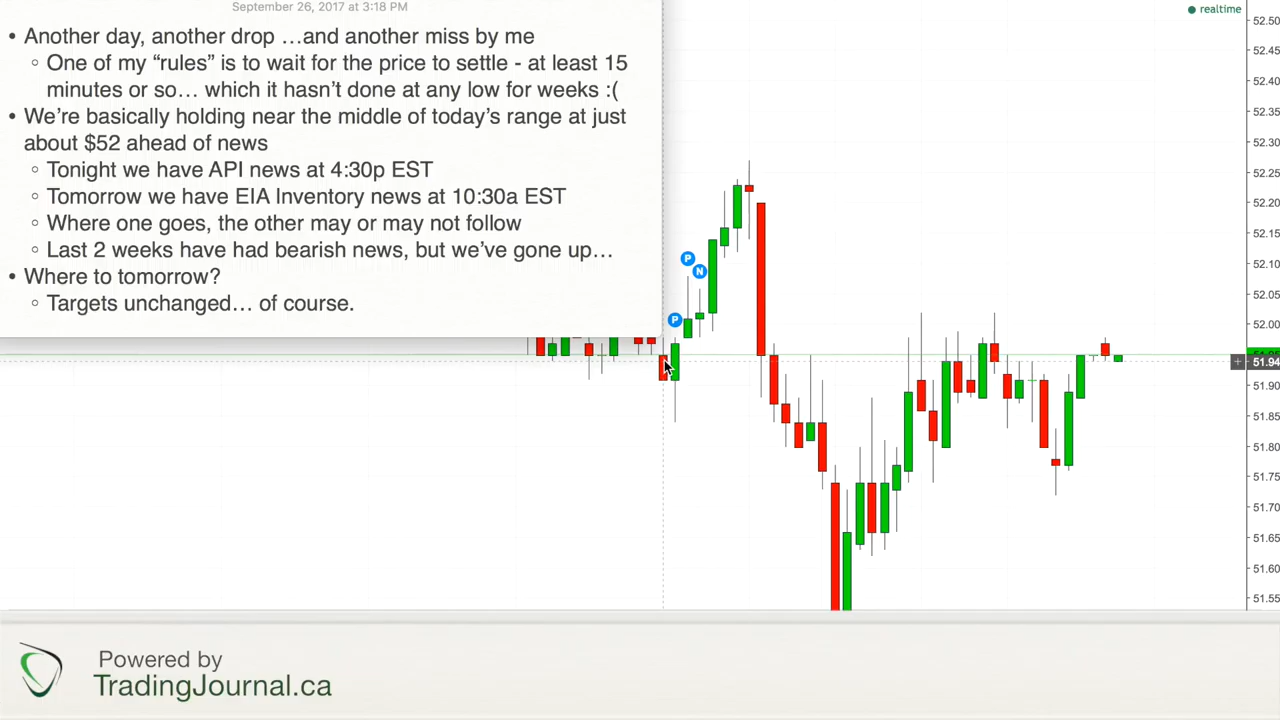 September 26, 2017 at 3:18 PM
realtime
• Another day, another drop …and another miss by me
◦ One of my “rules” is to wait for the price to settle - at least 15
minutes or so… which it hasn’t done at any low for weeks :(
• We’re basically holding near the middle of today’s range at just
about $52 ahead of news
◦ Tonight we have API news at 4:30p EST
◦ Tomorrow we have EIA Inventory news at 10:30a EST
◦ Where one goes, the other may or may not follow
◦ Last 2 weeks have had bearish news, but we’ve gone up…
• Where to tomorrow?
◦ Targets unchanged… of course.
P
N
P
52.50
52.45
52.40
52.35
52.30
52.25
52.20
52.15
52.10
52.05
52.00
51.94
51.90
51.85
51.80
51.75
51.70
51.65
51.60
51.55
Powered by
TradingJournal.ca